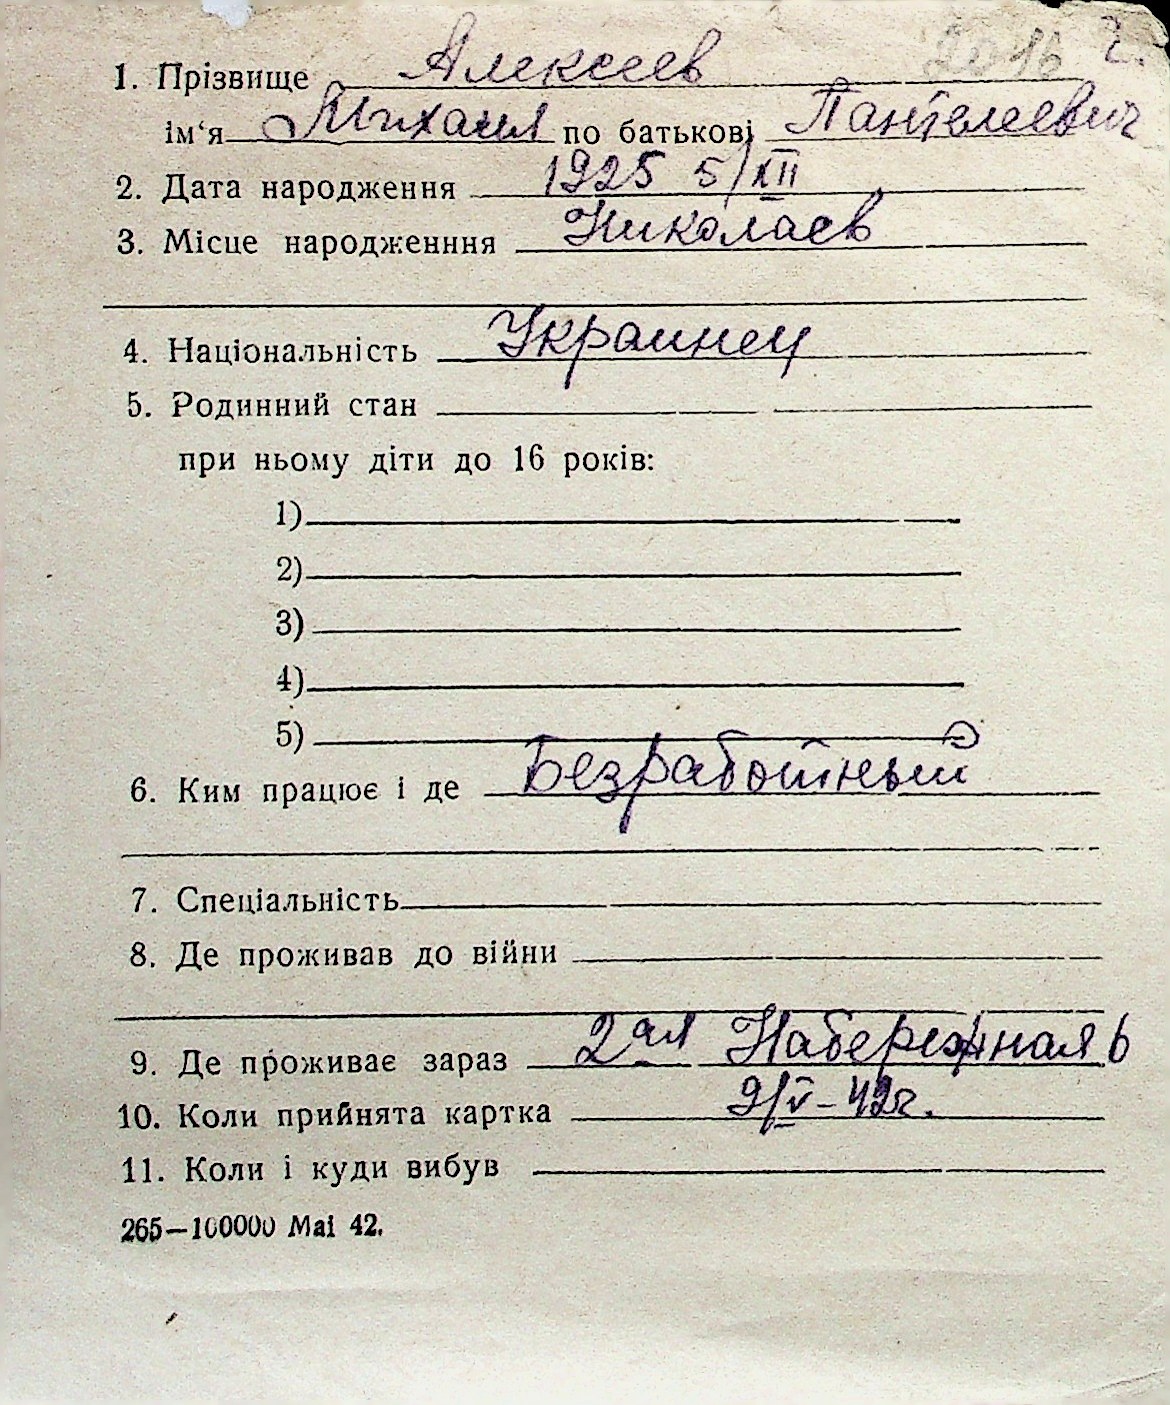 2016 г.
1. Прізвище Алексеев
ім‘я Михаил по батькові Пантелеевич
2. Дата народження 1925 5/XII
3. Місце народженння Николаев
4. Національність Украинец
5. Родинний стан
при ньому діти до 16 років:
1)
2)
3)
4)
5)
6. Ким працює і де Безработный
7. Спеціальність
8. Де проживав до війни
9. Де проживає зараз 2ая Набережная 6
10. Коли прийнята картка 9/V-42г.
11. Коли і куди вибув
265—100000 Mai 42.